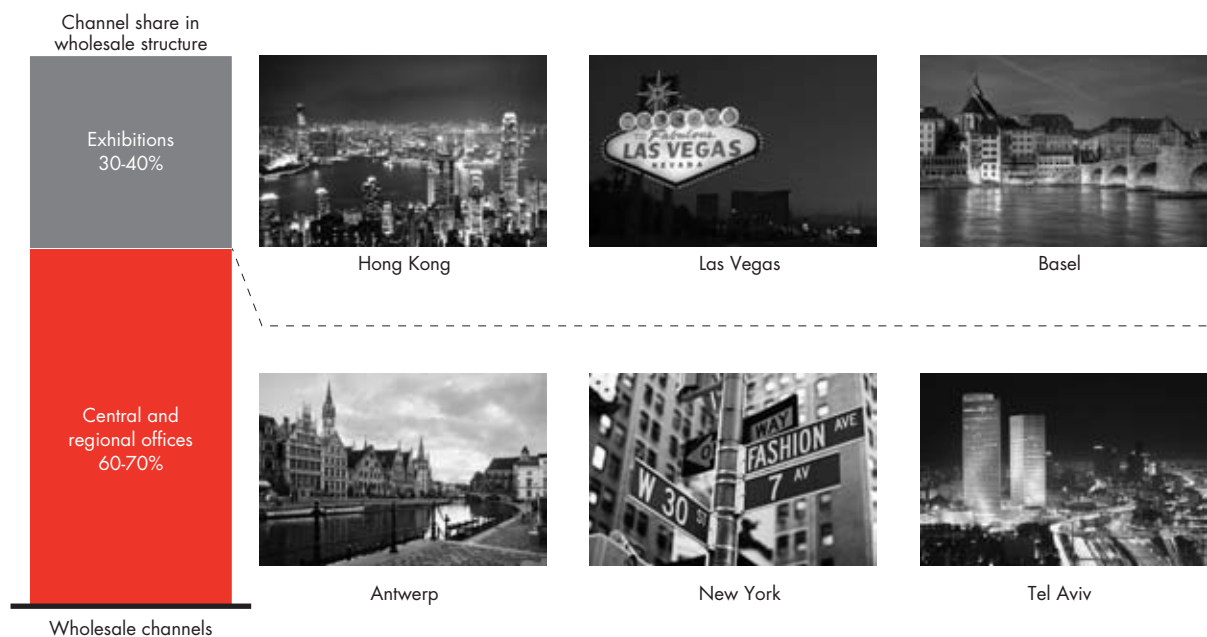 Channel share in
wholesale structure
Exhibitions
30-40%
Fabulous
LAS VEGAS
NEVADA
Hong Kong
Las Vegas
Basel
Central and
regional offices
60-70%
WAY
FASHION AVE
7 AV
W 30 ST
Antwerp
New York
Tel Aviv
Wholesale channels